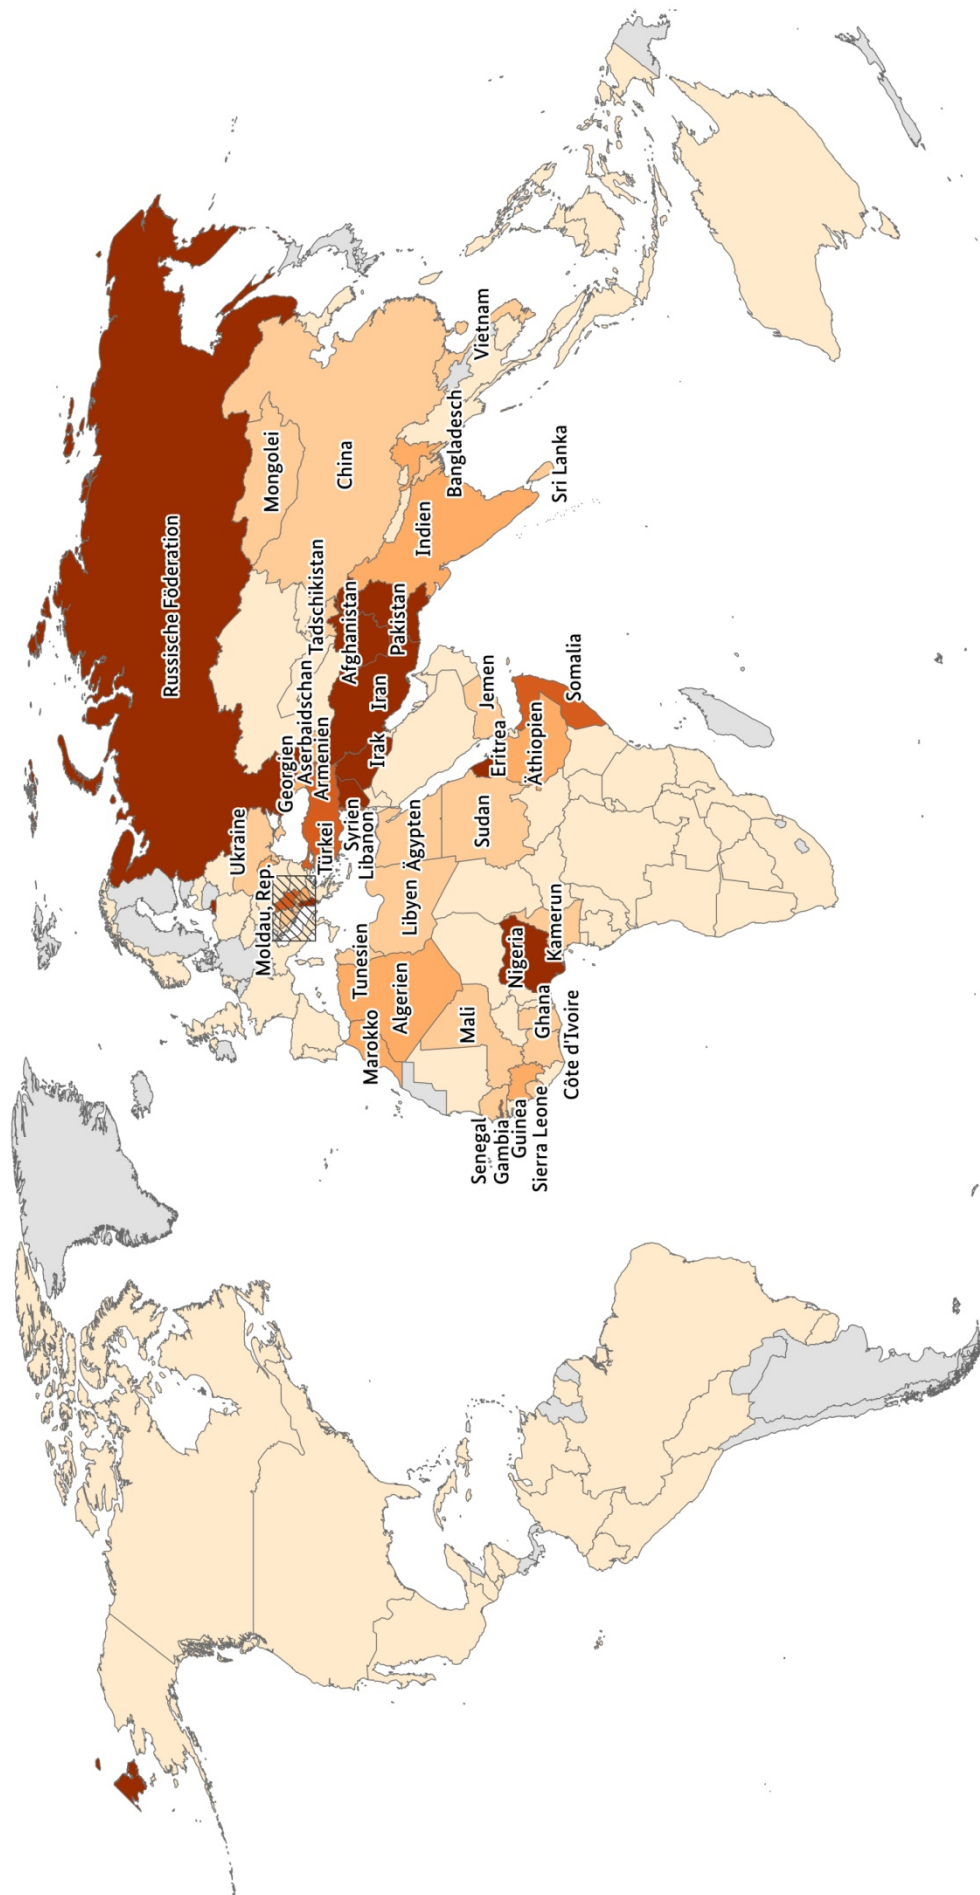 Russische Föderation
Mongolei
China
Ukraine
Moldau, Rep.
Georgien
Aserbaidschan
Armenien
Tadschikistan
Türkei
Syrien
Libanon
Irak
Iran
Afghanistan
Pakistan
Indien
Bangladesch
Vietnam
Sri Lanka
Marokko
Tunesien
Algerien
Libyen
Ägypten
Mali
Sudan
Eritrea
Jemen
Äthiopien
Somalia
Senegal
Gambia
Guinea
Sierra Leone
Côte d'Ivoire
Ghana
Nigeria
Kamerun